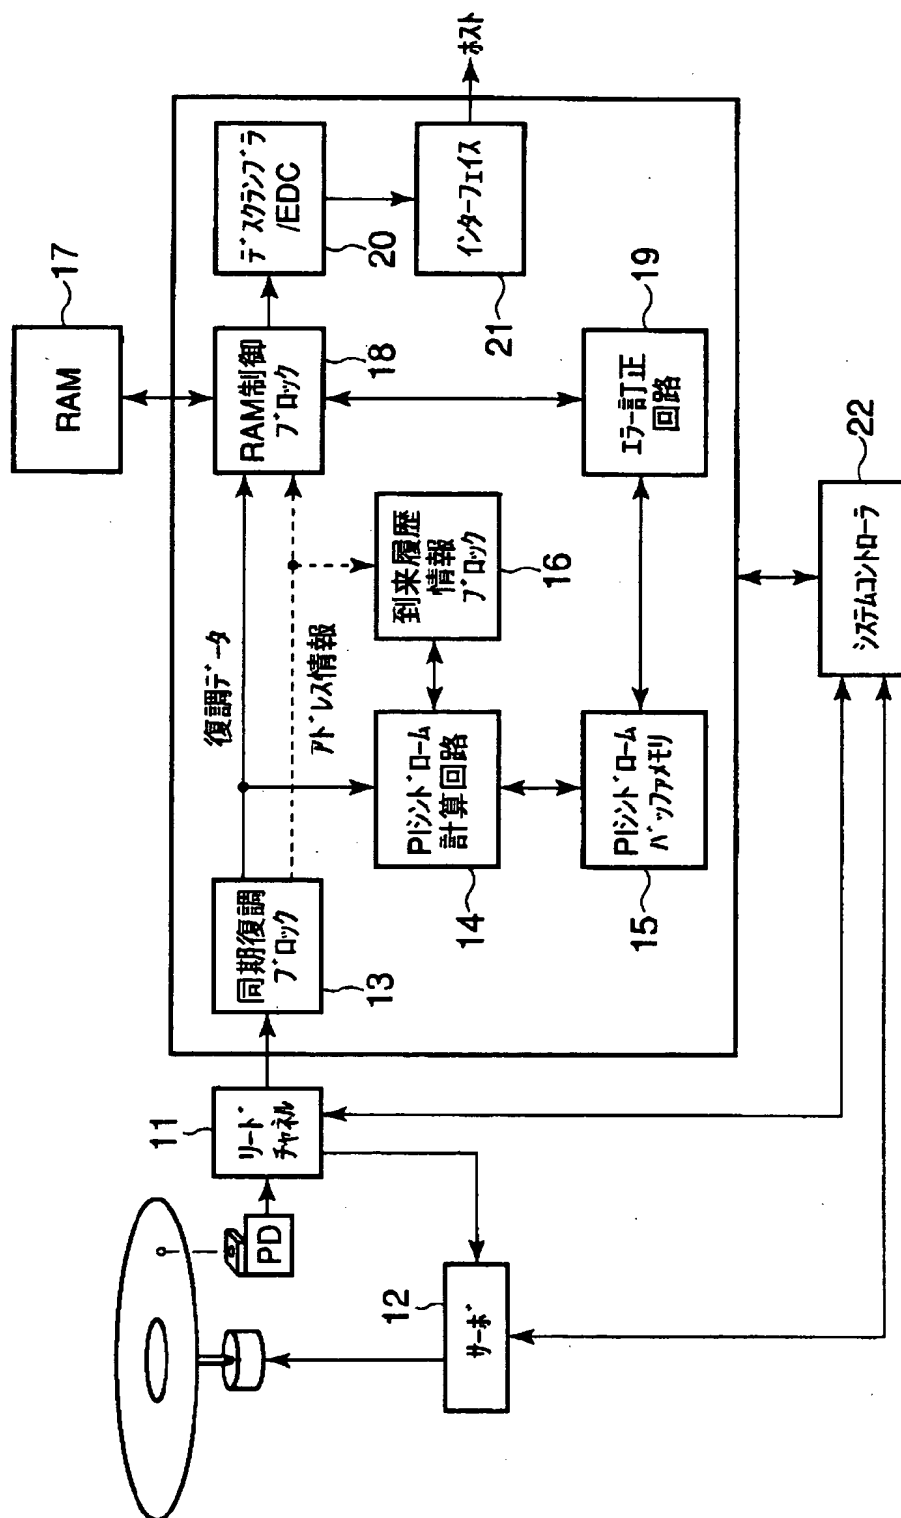 PD
11
リードﾞ
チャネル
12
サーボﾞ
同期復調
ブﾞロック
13
復調デﾞータ
アドﾞレス情報
PIシンドﾞローム
計算回路
14
PIシンドﾞローム
バﾞッファメモリ
15
到来履歴
情報
ブﾞロック
16
RAM
17
RAM制御
ブﾞロック
18
エラー訂正
回路
19
デﾞスクランブﾞラ
/EDC
20
インターフェイス
21
ホスト
システムコントローラ
22